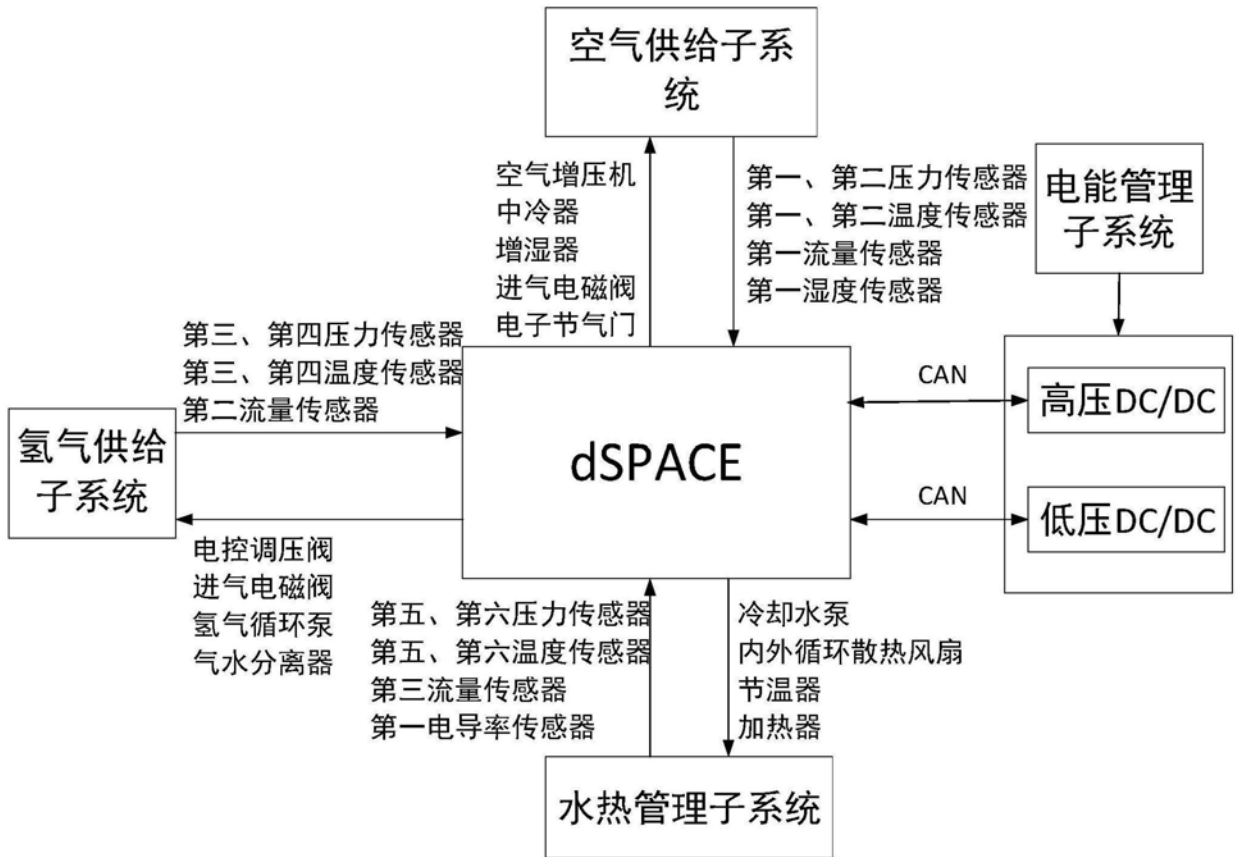 空气供给子系
统
空气增压机
中冷器
增湿器
进气电磁阀
电子节气门
第一、第二压力传感器
第一、第二温度传感器
第一流量传感器
第一湿度传感器
电能管理
子系统
第三、第四压力传感器
第三、第四温度传感器
第二流量传感器
氢气供给
子系统
dSPACE
CAN
高压DC/DC
CAN
低压DC/DC
电控调压阀
进气电磁阀
氢气循环泵
气水分离器
第五、第六压力传感器
第五、第六温度传感器
第三流量传感器
第一电导率传感器
冷却水泵
内外循环散热风扇
节温器
加热器
水热管理子系统